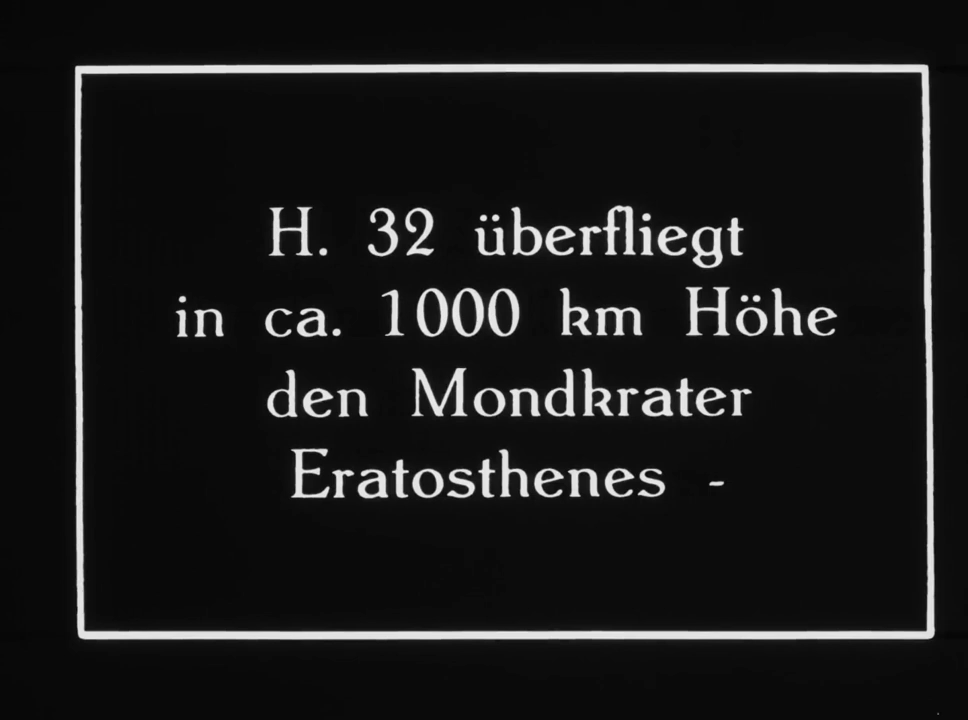 H. 32 überfliegt
in ca. 1000 km Höhe
den Mondkrater
Eratosthenes -